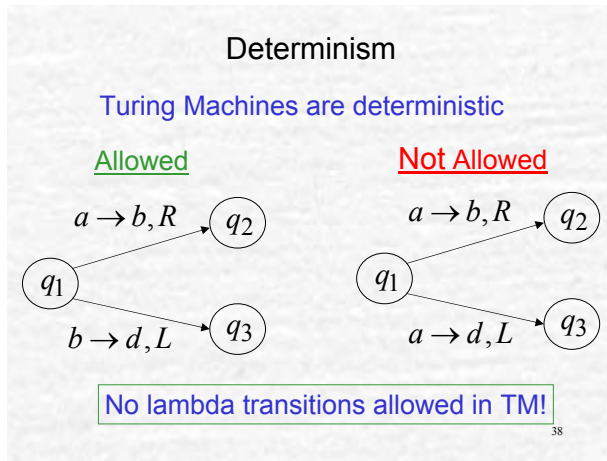 Determinism
Turing Machines are deterministic
Allowed
a → b, R
q2
q1
b → d, L
q3
Not Allowed
a → b, R
q2
q1
a → d, L
q3
No lambda transitions allowed in TM!
38